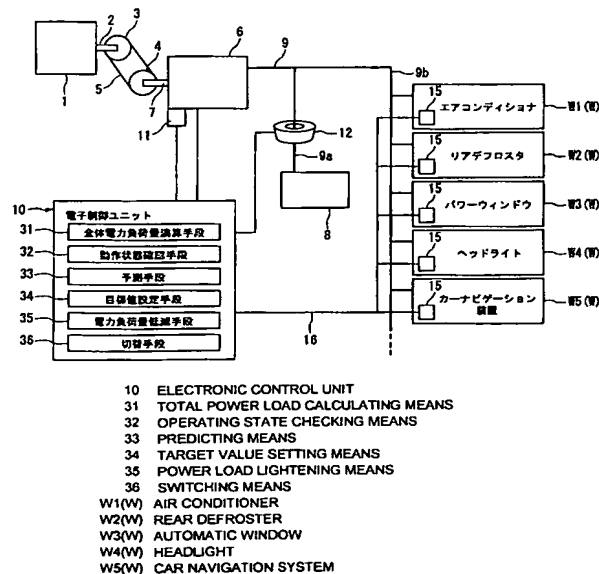 2
3
4
6
9
9b
1
5
7
11
12
9a
8
15
エアコンディショナ
W1(W)
15
リアデフロスタ
W2(W)
15
パワーウィンドウ
W3(W)
15
ヘッドライト
W4(W)
15
カーナビゲーション
装置
W5(W)
10
電子制御ユニット
31
全体電力負荷量演算手段
32
動作状態確認手段
33
予測手段
34
目標値設定手段
35
電力負荷量低減手段
36
切替手段
16
10 ELECTRONIC CONTROL UNIT
31 TOTAL POWER LOAD CALCULATING MEANS
32 OPERATING STATE CHECKING MEANS
33 PREDICTING MEANS
34 TARGET VALUE SETTING MEANS
35 POWER LOAD LIGHTENING MEANS
36 SWITCHING MEANS
W1(W) AIR CONDITIONER
W2(W) REAR DEFROSTER
W3(W) AUTOMATIC WINDOW
W4(W) HEADLIGHT
W5(W) CAR NAVIGATION SYSTEM